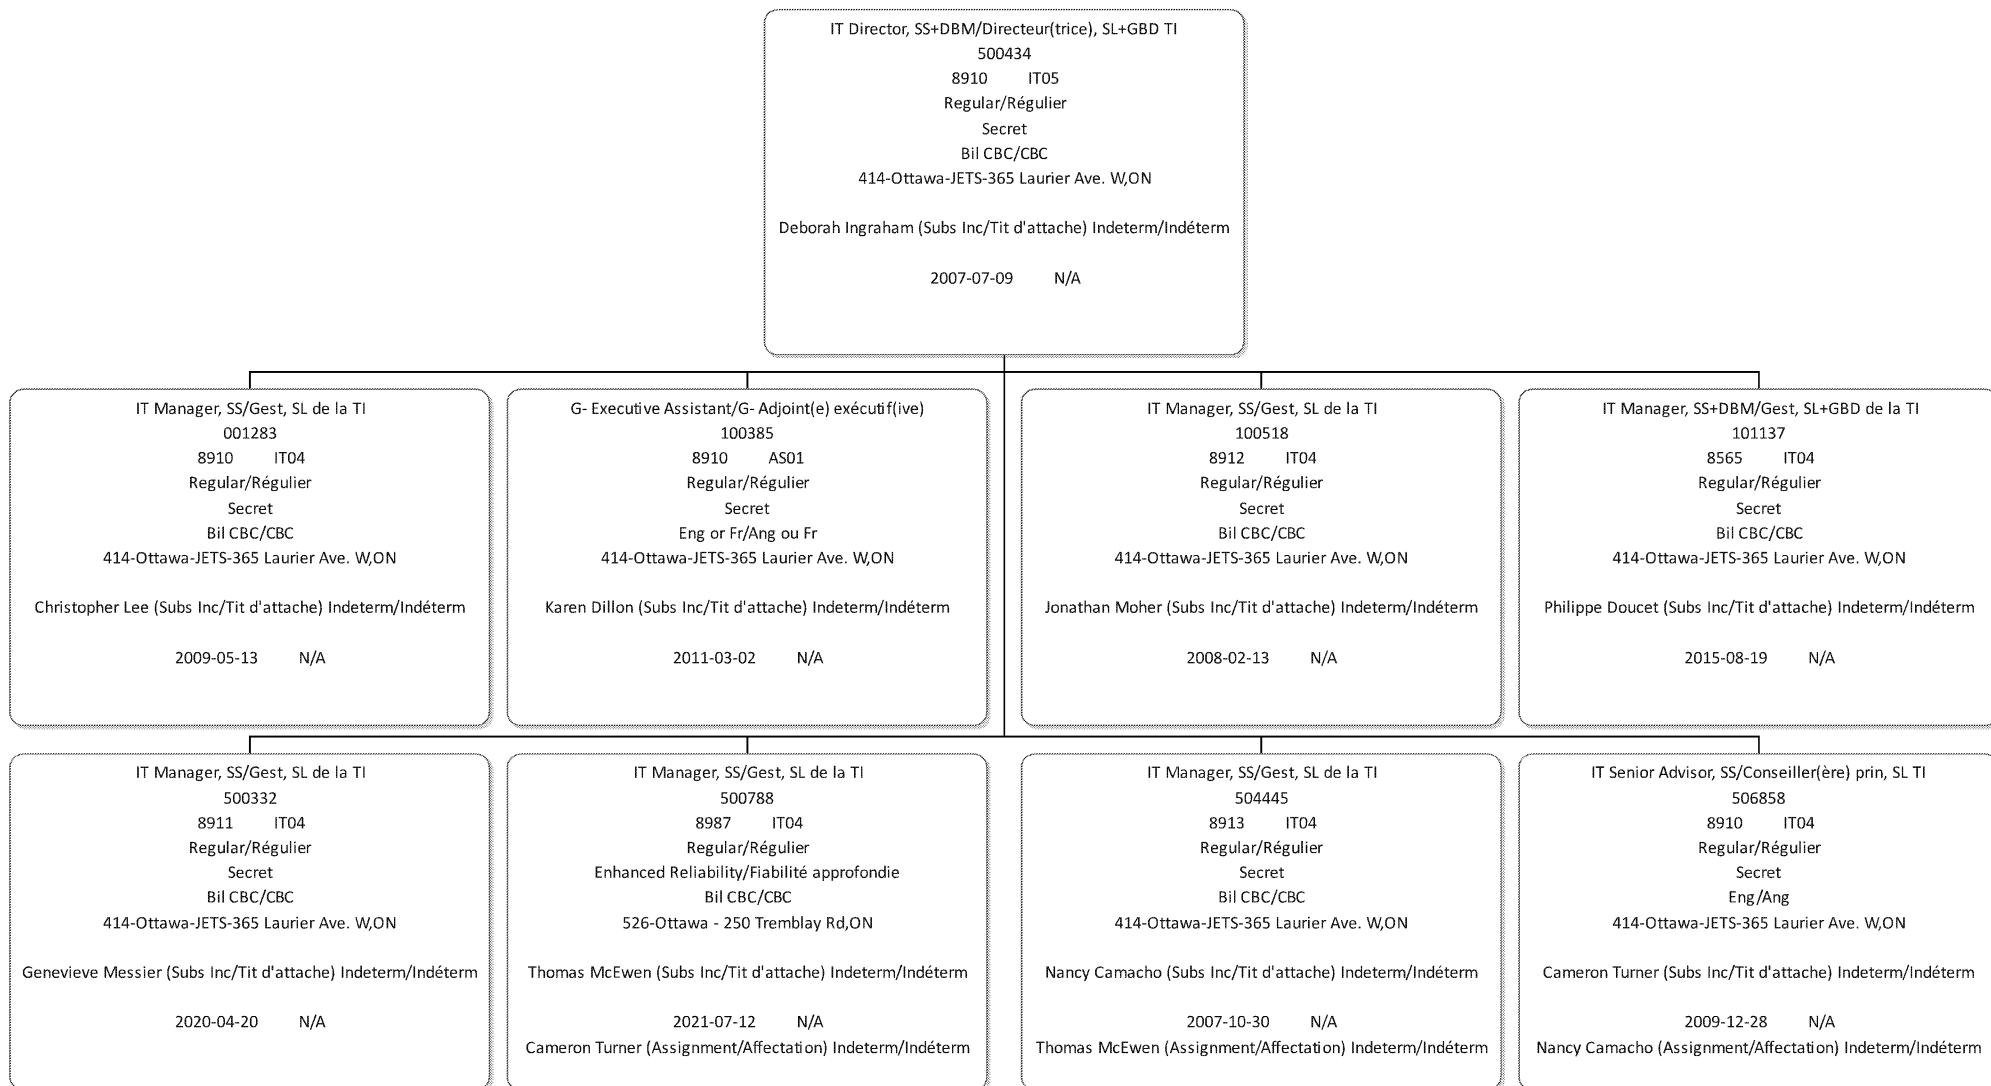 IT Director, SS+DBM/Directeur(trice), SL+GBD TI
500434
8910 IT05
Regular/Régulier
Secret
Bil CBC/CBC
414-Ottawa-JETS-365 Laurier Ave. W,ON
Deborah Ingraham (Subs Inc/Tit d'attache) Indeterm/Indéterm
2007-07-09 N/A
IT Manager, SS/Gest, SL de la TI
001283
8910 IT04
Regular/Régulier
Secret
Bil CBC/CBC
414-Ottawa-JETS-365 Laurier Ave. W,ON
Christopher Lee (Subs Inc/Tit d'attache) Indeterm/Indéterm
2009-05-13 N/A
G- Executive Assistant/G- Adjoint(e) exécutif(ive)
100385
8910 AS01
Regular/Régulier
Secret
Eng or Fr/Ang ou Fr
414-Ottawa-JETS-365 Laurier Ave. W,ON
Karen Dillon (Subs Inc/Tit d'attache) Indeterm/Indéterm
2011-03-02 N/A
IT Manager, SS/Gest, SL de la TI
100518
8912 IT04
Regular/Régulier
Secret
Bil CBC/CBC
414-Ottawa-JETS-365 Laurier Ave. W,ON
Jonathan Moher (Subs Inc/Tit d'attache) Indeterm/Indéterm
2008-02-13 N/A
IT Manager, SS+DBM/Gest, SL+GBD de la TI
101137
8565 IT04
Regular/Régulier
Secret
Bil CBC/CBC
414-Ottawa-JETS-365 Laurier Ave. W,ON
Philippe Doucet (Subs Inc/Tit d'attache) Indeterm/Indéterm
2015-08-19 N/A
IT Manager, SS/Gest, SL de la TI
500332
8911 IT04
Regular/Régulier
Secret
Bil CBC/CBC
414-Ottawa-JETS-365 Laurier Ave. W,ON
Genevieve Messier (Subs Inc/Tit d'attache) Indeterm/Indéterm
2020-04-20 N/A
IT Manager, SS/Gest, SL de la TI
500788
8987 IT04
Regular/Régulier
Enhanced Reliability/Fiabilité approfondie
Bil CBC/CBC
526-Ottawa - 250 Tremblay Rd,ON
Thomas McEwen (Subs Inc/Tit d'attache) Indeterm/Indéterm
2021-07-12 N/A
Cameron Turner (Assignment/Affectation) Indeterm/Indéterm
IT Manager, SS/Gest, SL de la TI
504445
8913 IT04
Regular/Régulier
Secret
Bil CBC/CBC
414-Ottawa-JETS-365 Laurier Ave. W,ON
Nancy Camacho (Subs Inc/Tit d'attache) Indeterm/Indéterm
2007-10-30 N/A
Thomas McEwen (Assignment/Affectation) Indeterm/Indéterm
IT Senior Advisor, SS/Conseiller(ère) prin, SL TI
506858
8910 IT04
Regular/Régulier
Secret
Eng/Ang
414-Ottawa-JETS-365 Laurier Ave. W,ON
Cameron Turner (Subs Inc/Tit d'attache) Indeterm/Indéterm
2009-12-28 N/A
Nancy Camacho (Assignment/Affectation) Indeterm/Indéterm